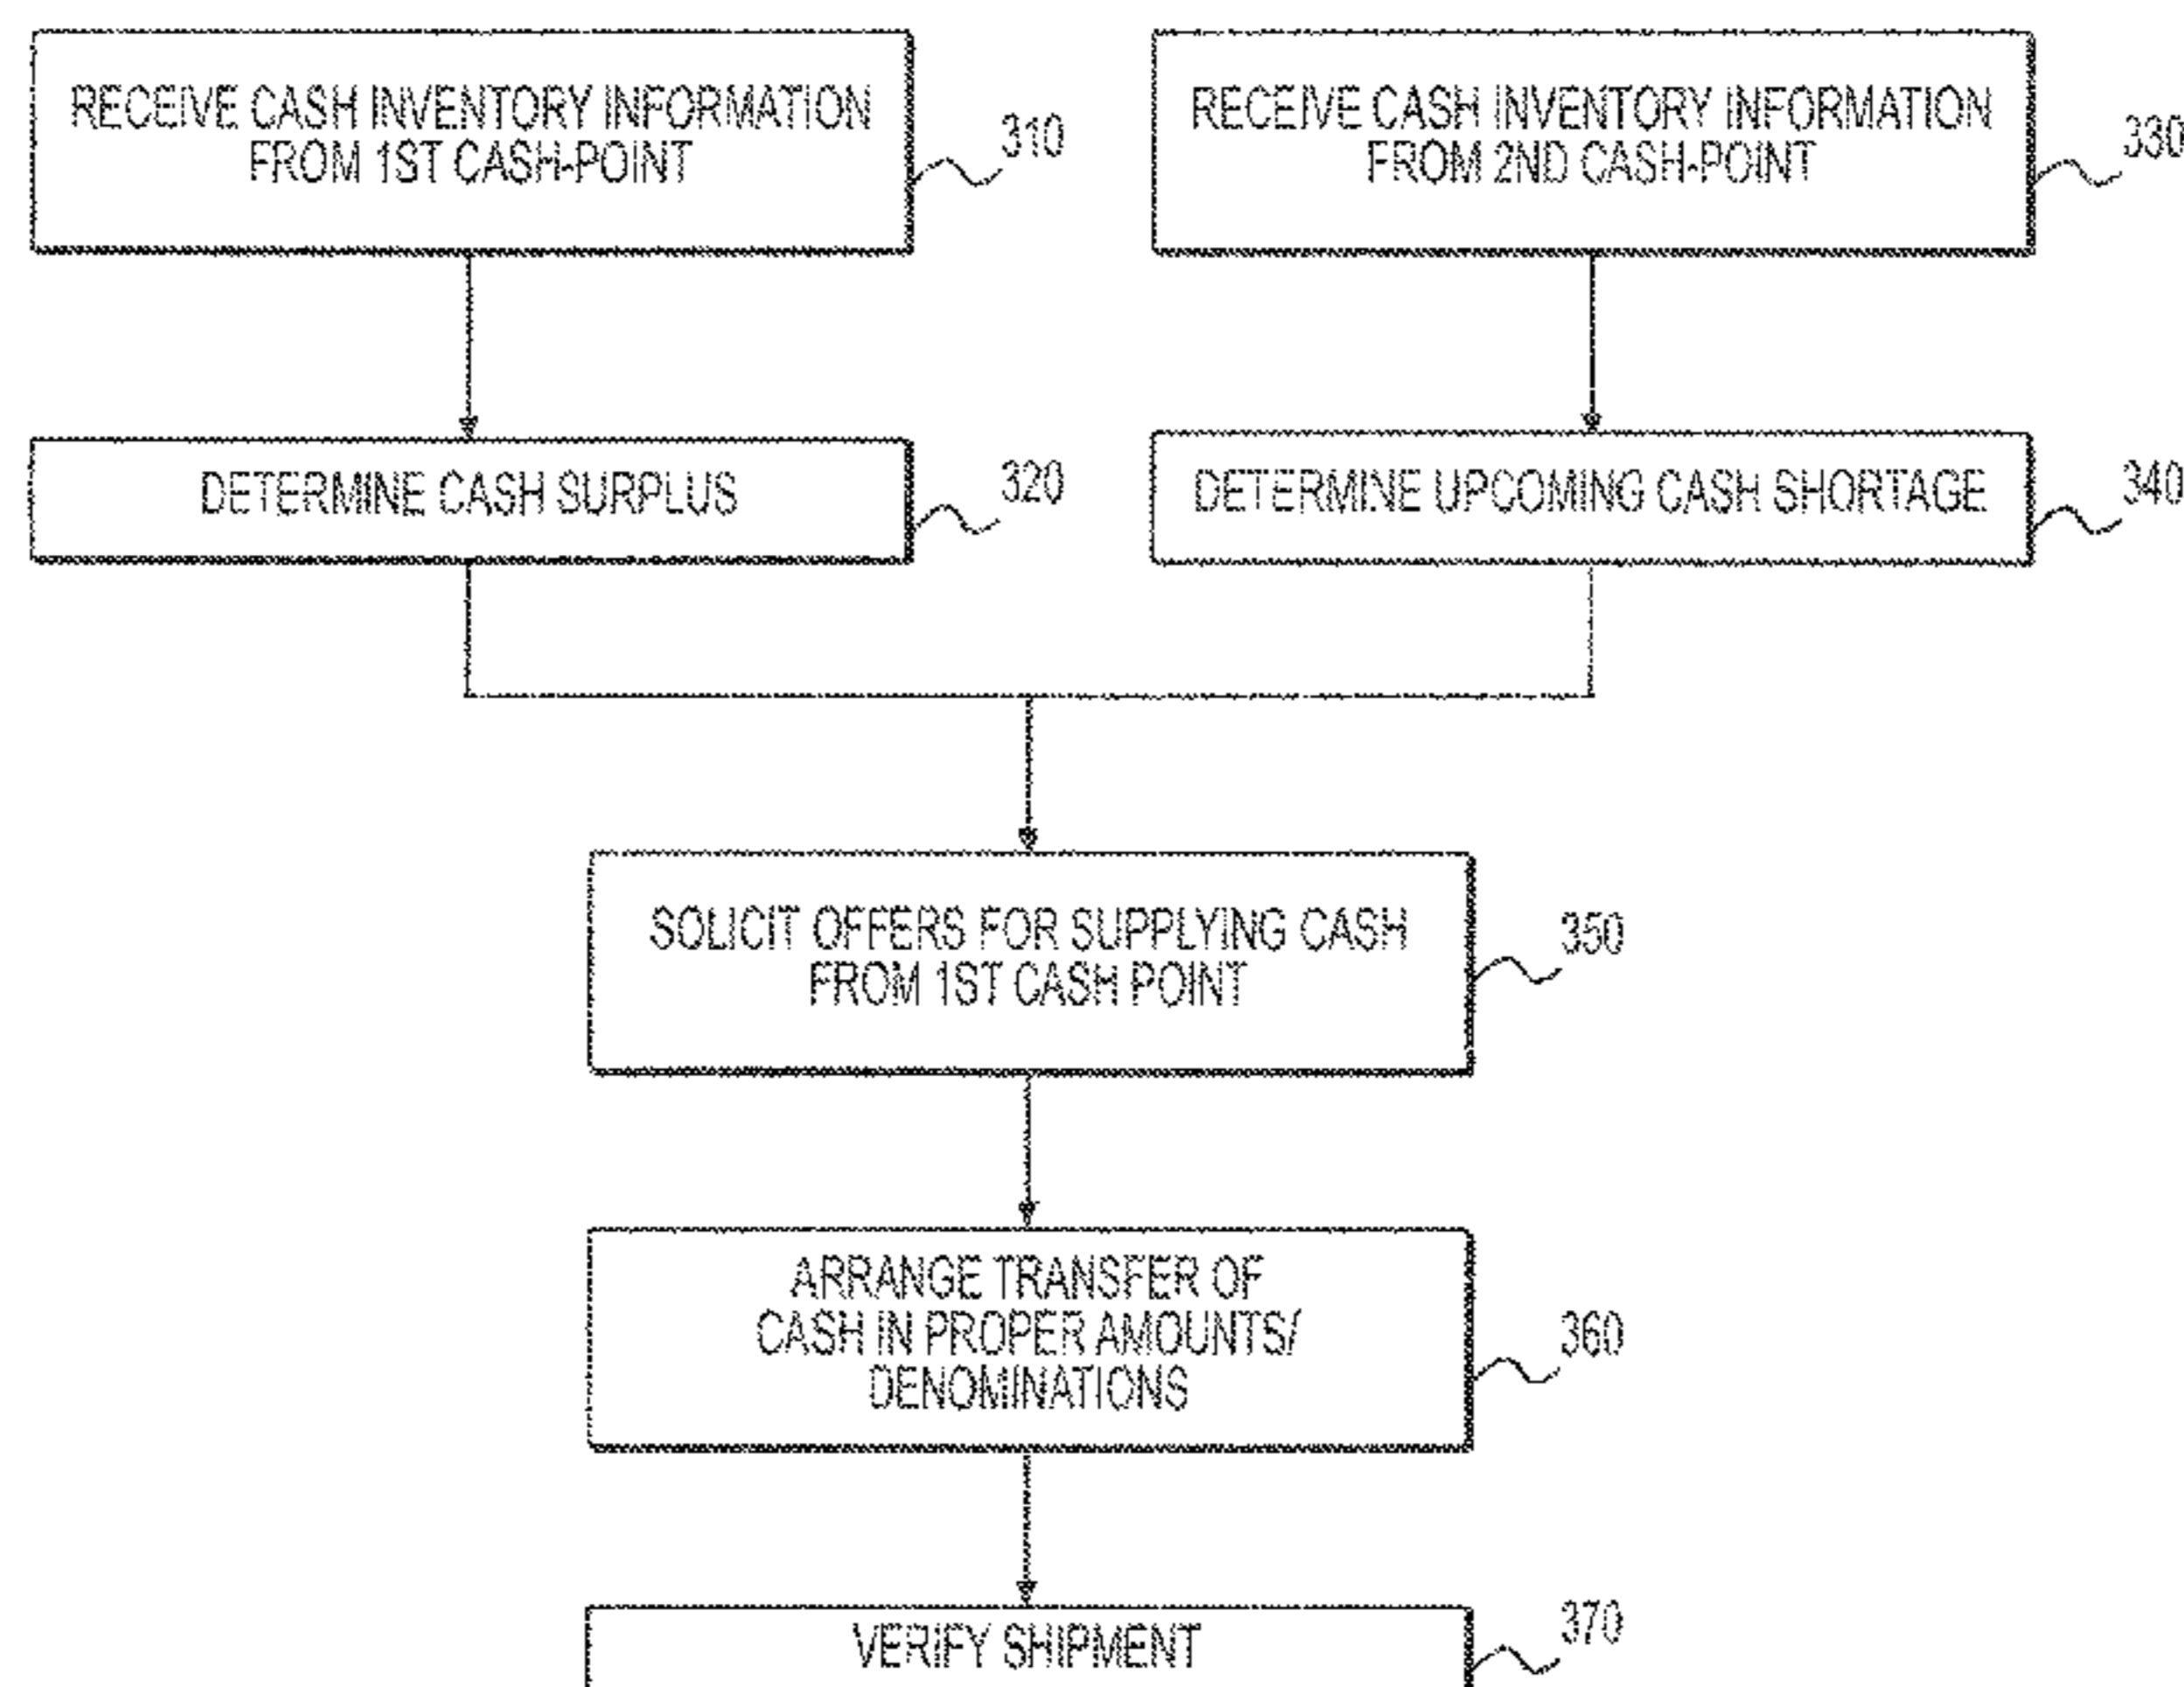 RECEIVE CASH INVENTORY INFORMATION
FROM 1ST CASH-POINT
310
RECEIVE CASH INVENTORY INFORMATION
FROM 2ND CASH-POINT
330
DETERMINE CASH SURPLUS
320
DETERMINE UPCOMING CASH SHORTAGE
340
SOLICIT OFFERS FOR SUPPLYING CASH
FROM 1ST CASH POINT
350
ARRANGE TRANSFER OF
CASH IN PROPER AMOUNTS/
DENOMINATIONS
360
VERIFY SHIPMENT
370